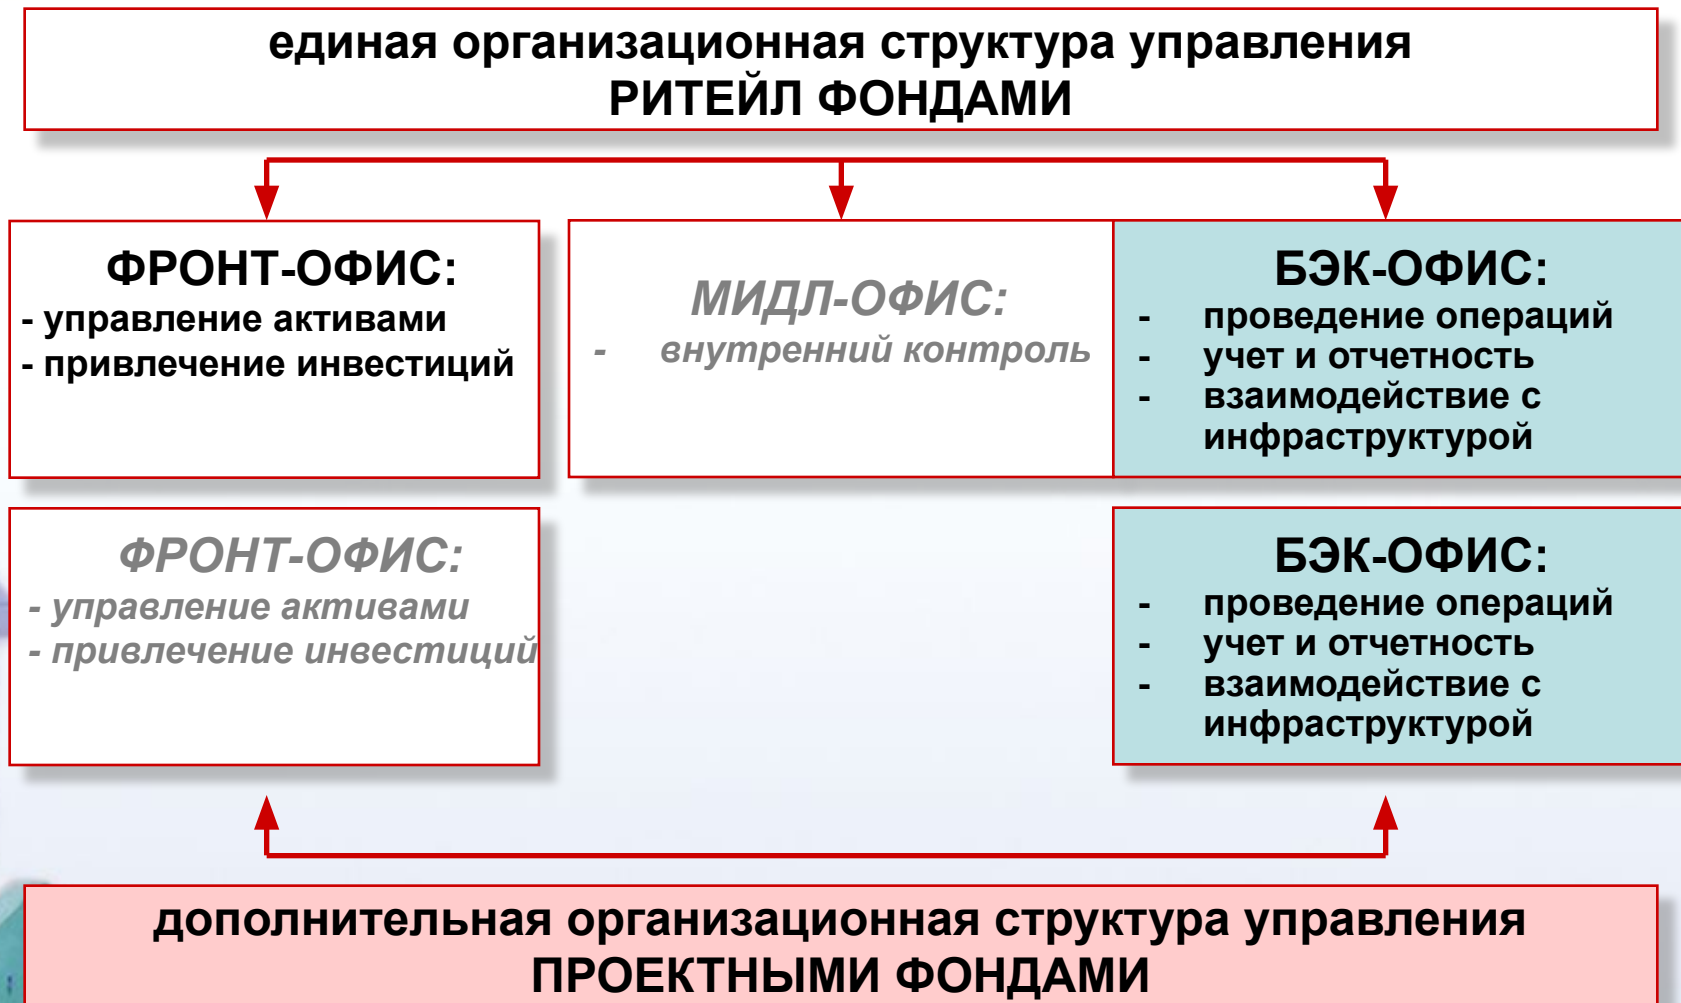 единая организационная структура управления
РИТЕЙЛ ФОНДАМИ
ФРОНТ-ОФИС:
- управление активами
- привлечение инвестиций
МИДЛ-ОФИС:
- внутренний контроль
БЭК-ОФИС:
- проведение операций
- учет и отчетность
- взаимодействие с
инфраструктурой
ФРОНТ-ОФИС:
- управление активами
- привлечение инвестиций
БЭК-ОФИС:
- проведение операций
- учет и отчетность
- взаимодействие с
инфраструктурой
дополнительная организационная структура управления
ПРОЕКТНЫМИ ФОНДАМИ